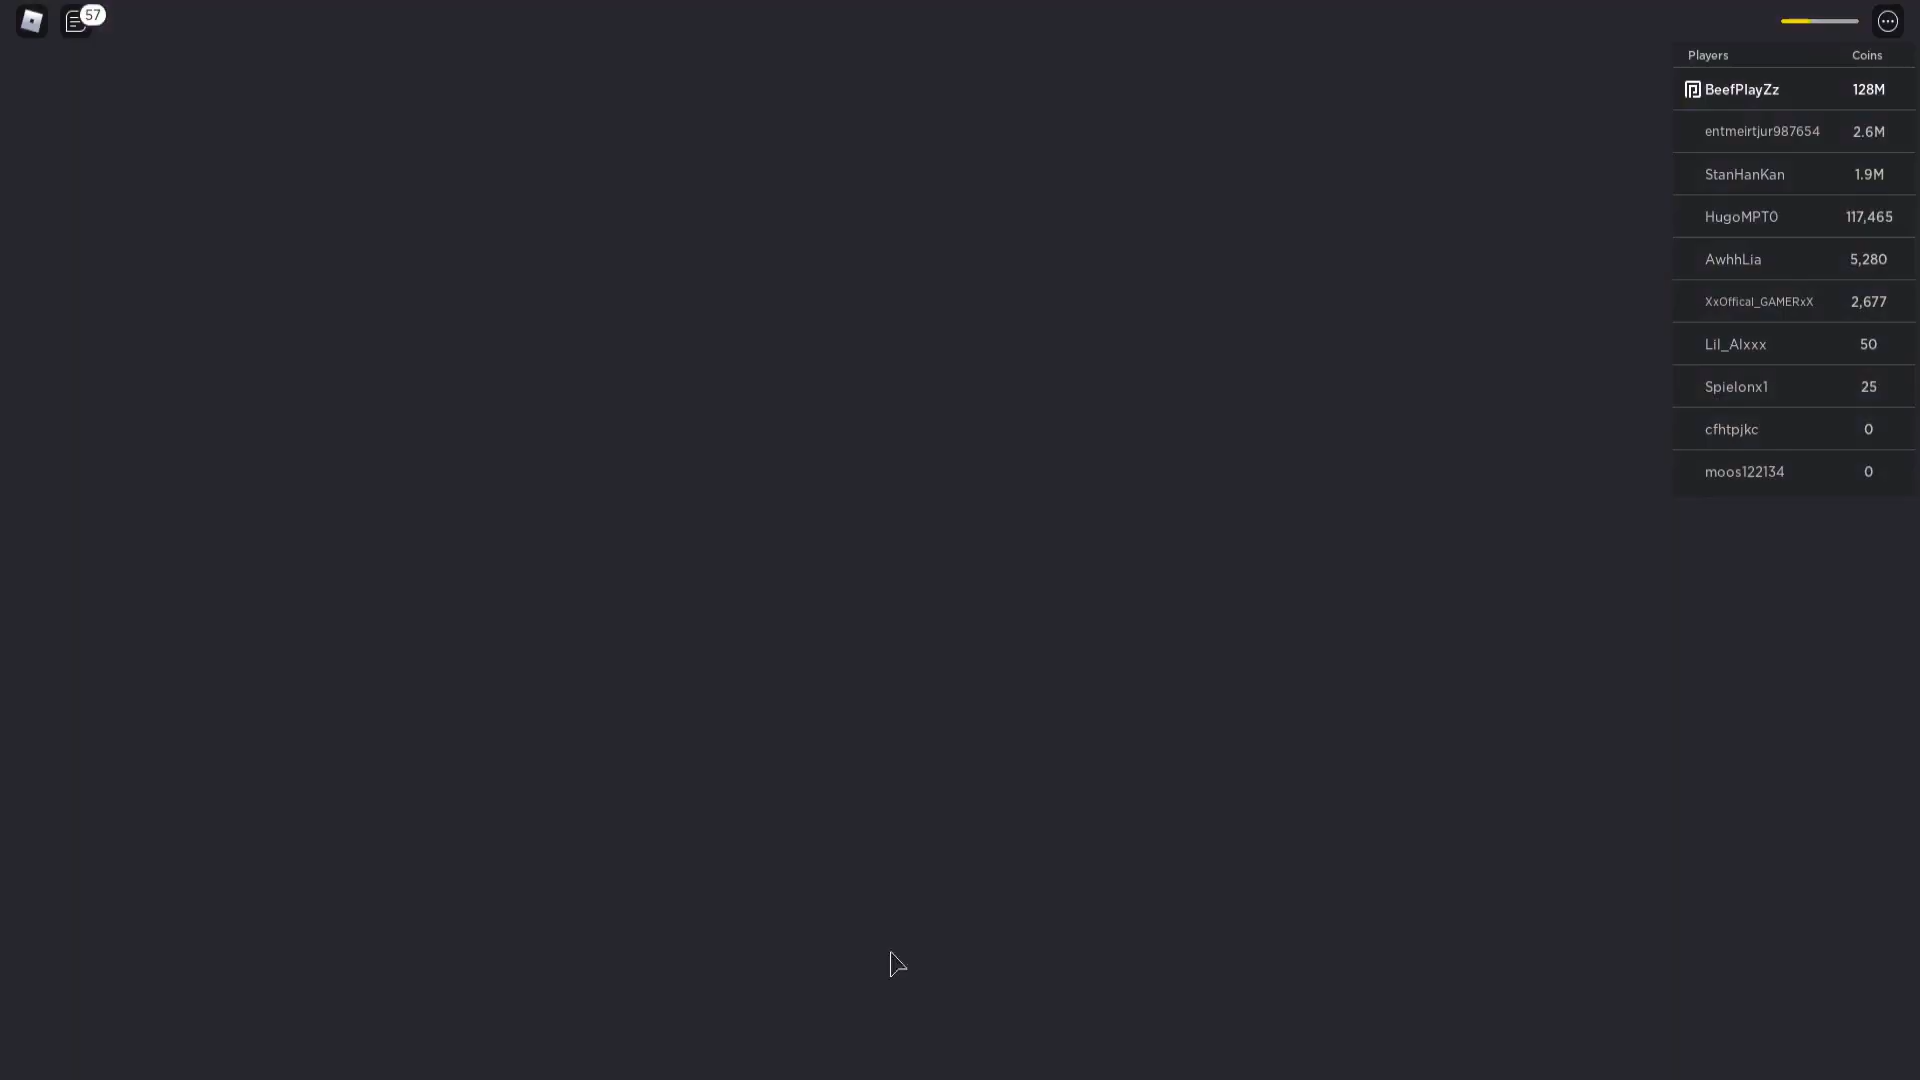 57
Players Coins
BeefPlayZz 128M
entmeirtjur987654 2.6M
StanHanKan 1.9M
HugoMPT0 117,465
AwhhLia 5,280
XxOffical_GAMERxX 2,677
Lil_Alxxx 50
Spielonx1 25
cfhtpjkc 0
moos122134 0